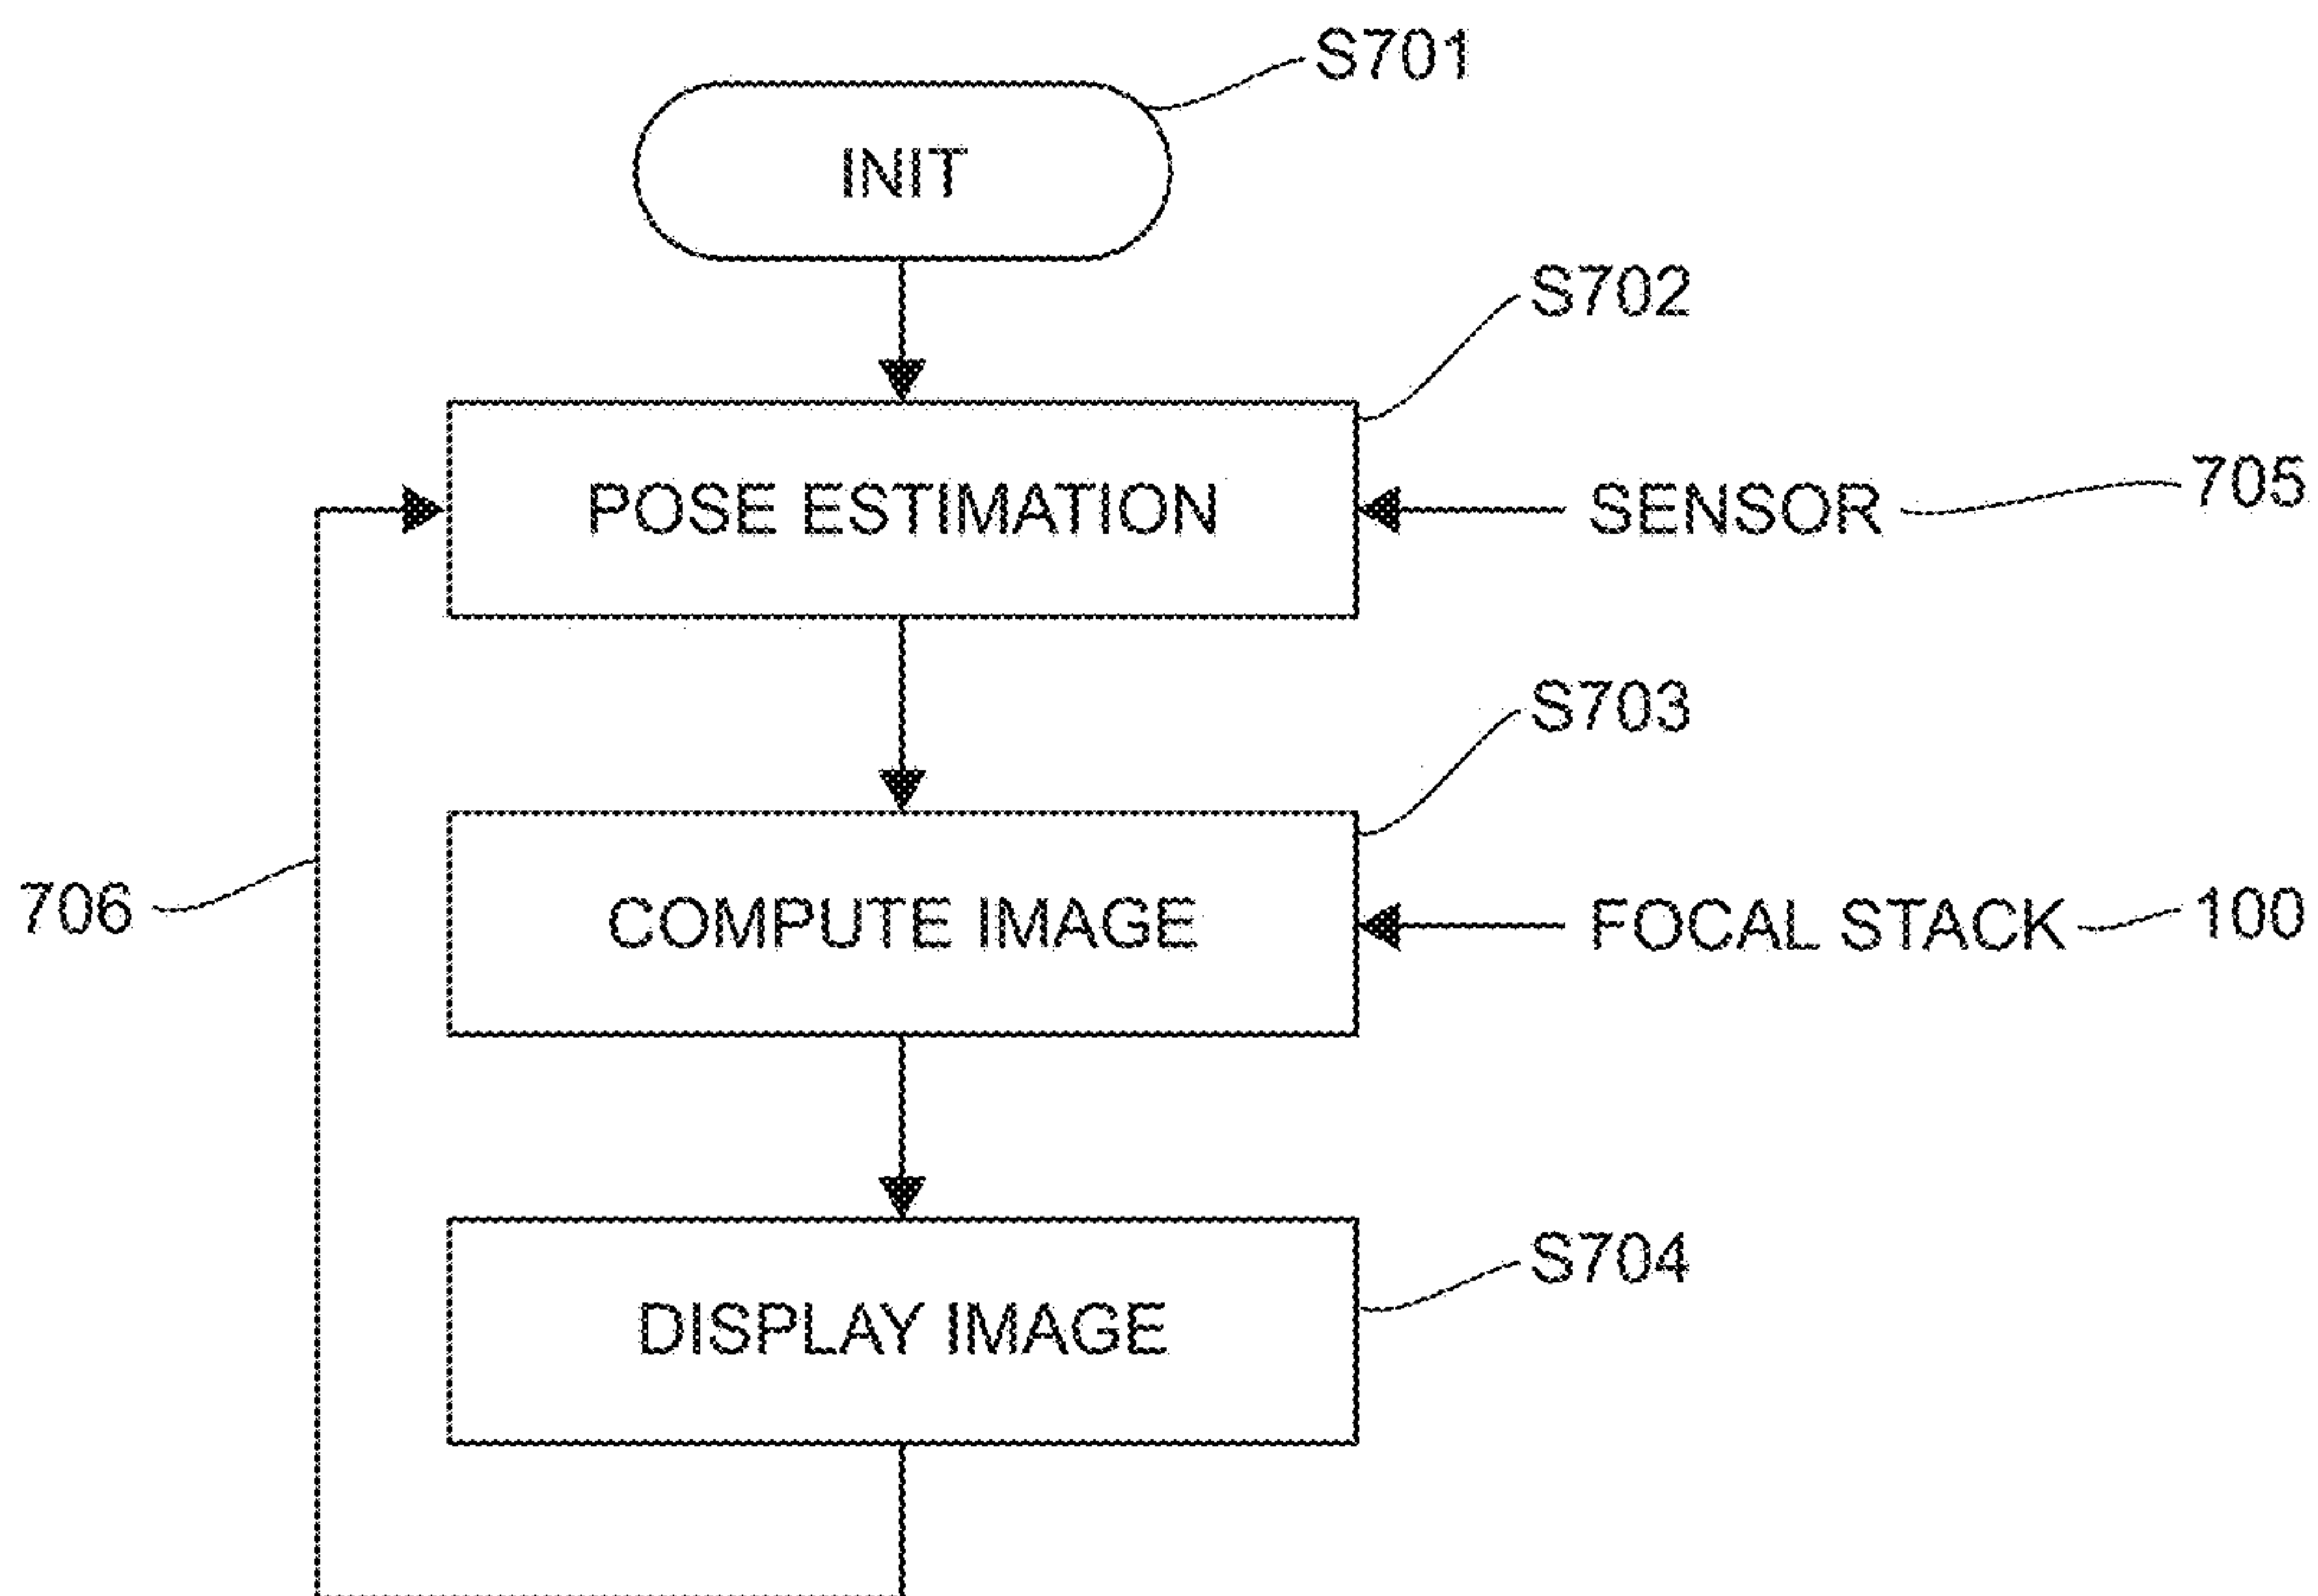 S701
INIT
S702
POSE ESTIMATION
SENSOR
705
S703
706
COMPUTE IMAGE
FOCAL STACK
100
S704
DISPLAY IMAGE